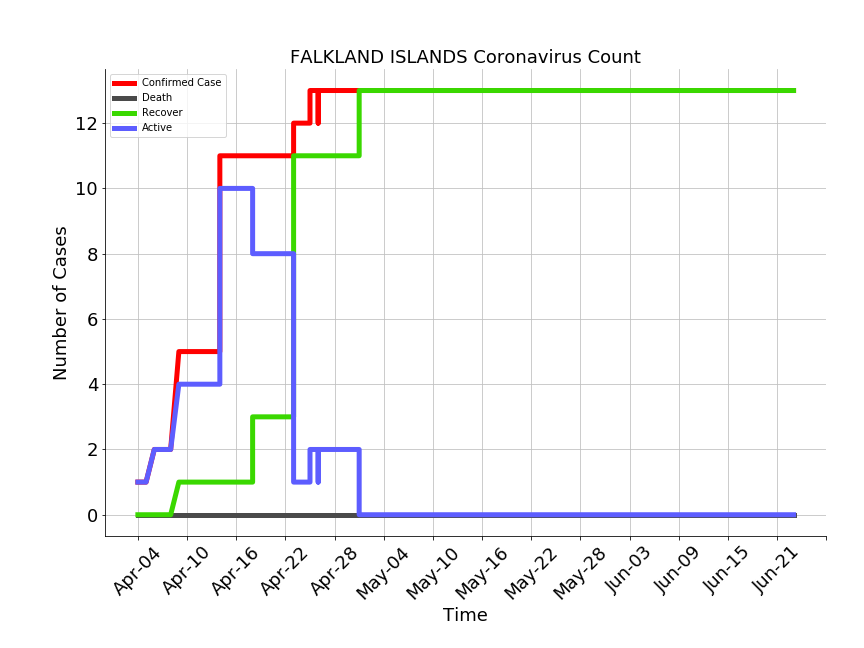 FALKLAND ISLANDS Coronavirus Count
Confirmed Case
Death
Recover
Active
Number of Cases
12
10
8
6
4
2
0
Apr-04
Apr-10
Apr-16
Apr-22
Apr-28
May-04
May-10
May-16
May-22
May-28
Jun-03
Jun-09
Jun-15
Jun-21
Time